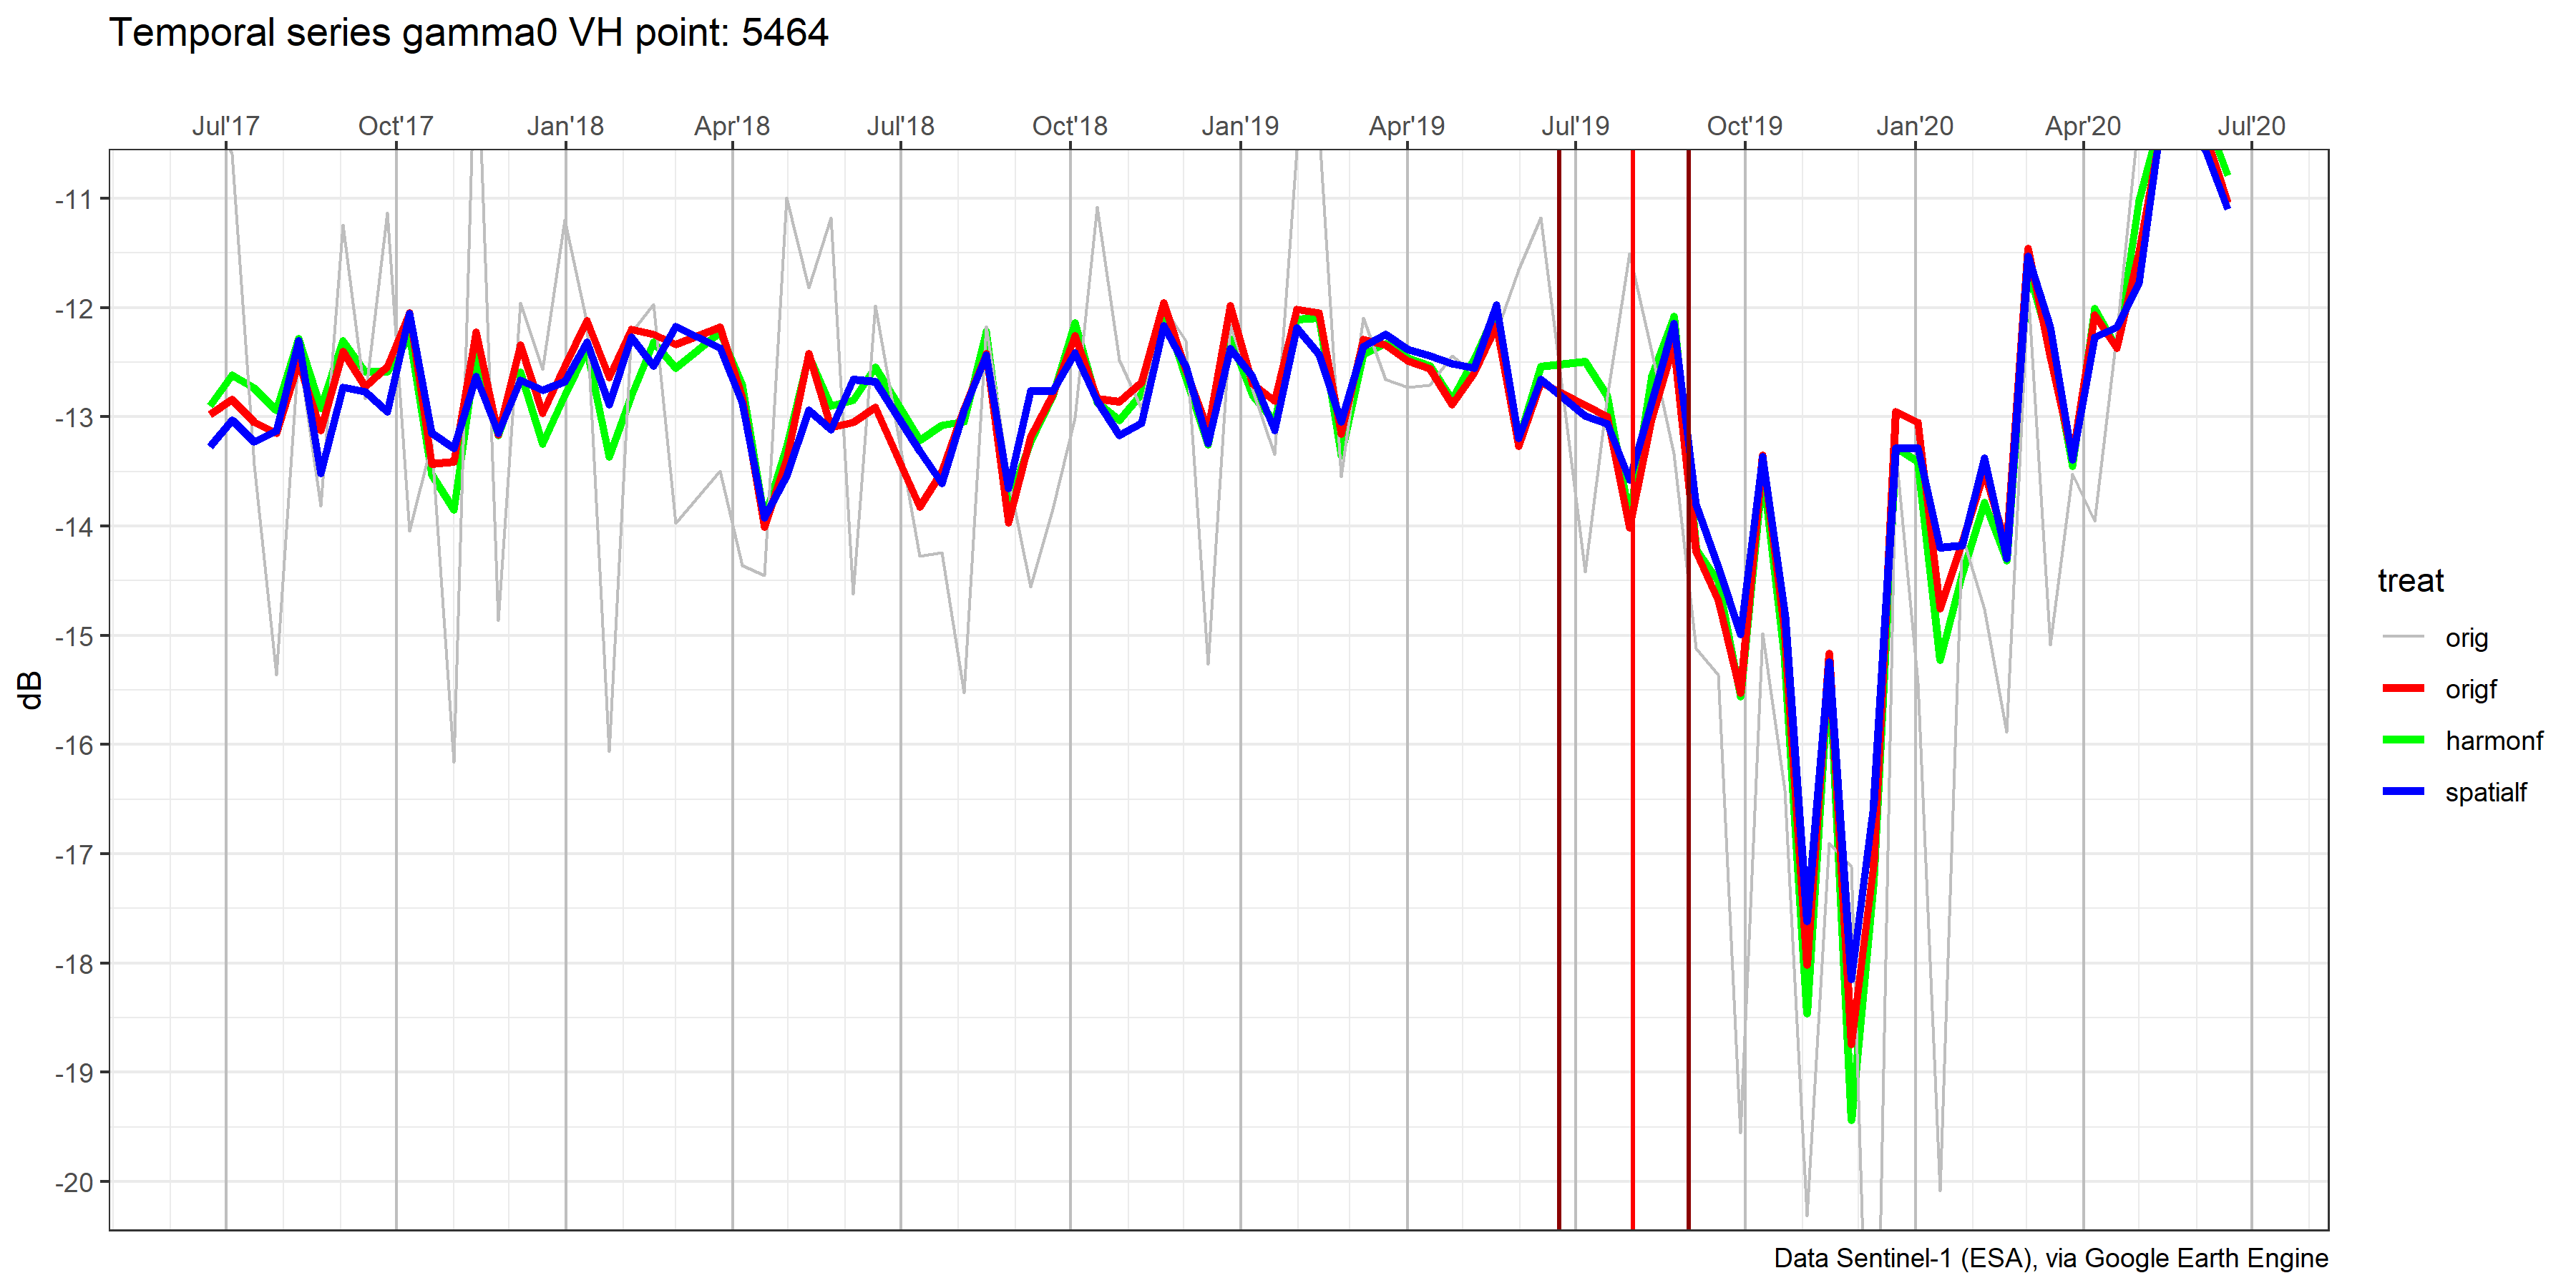 Temporal series gamma0 VH point: 5464
Jul'17 Oct'17 Jan'18 Apr'18 Jul'18 Oct'18 Jan'19 Apr'19 Jul'19 Oct'19 Jan'20 Apr'20 Jul'20
-11
-12
-13
-14
-15
-16
-17
-18
-19
-20
dB
treat
orig
origf
harmonf
spatialf
Data Sentinel-1 (ESA), via Google Earth Engine